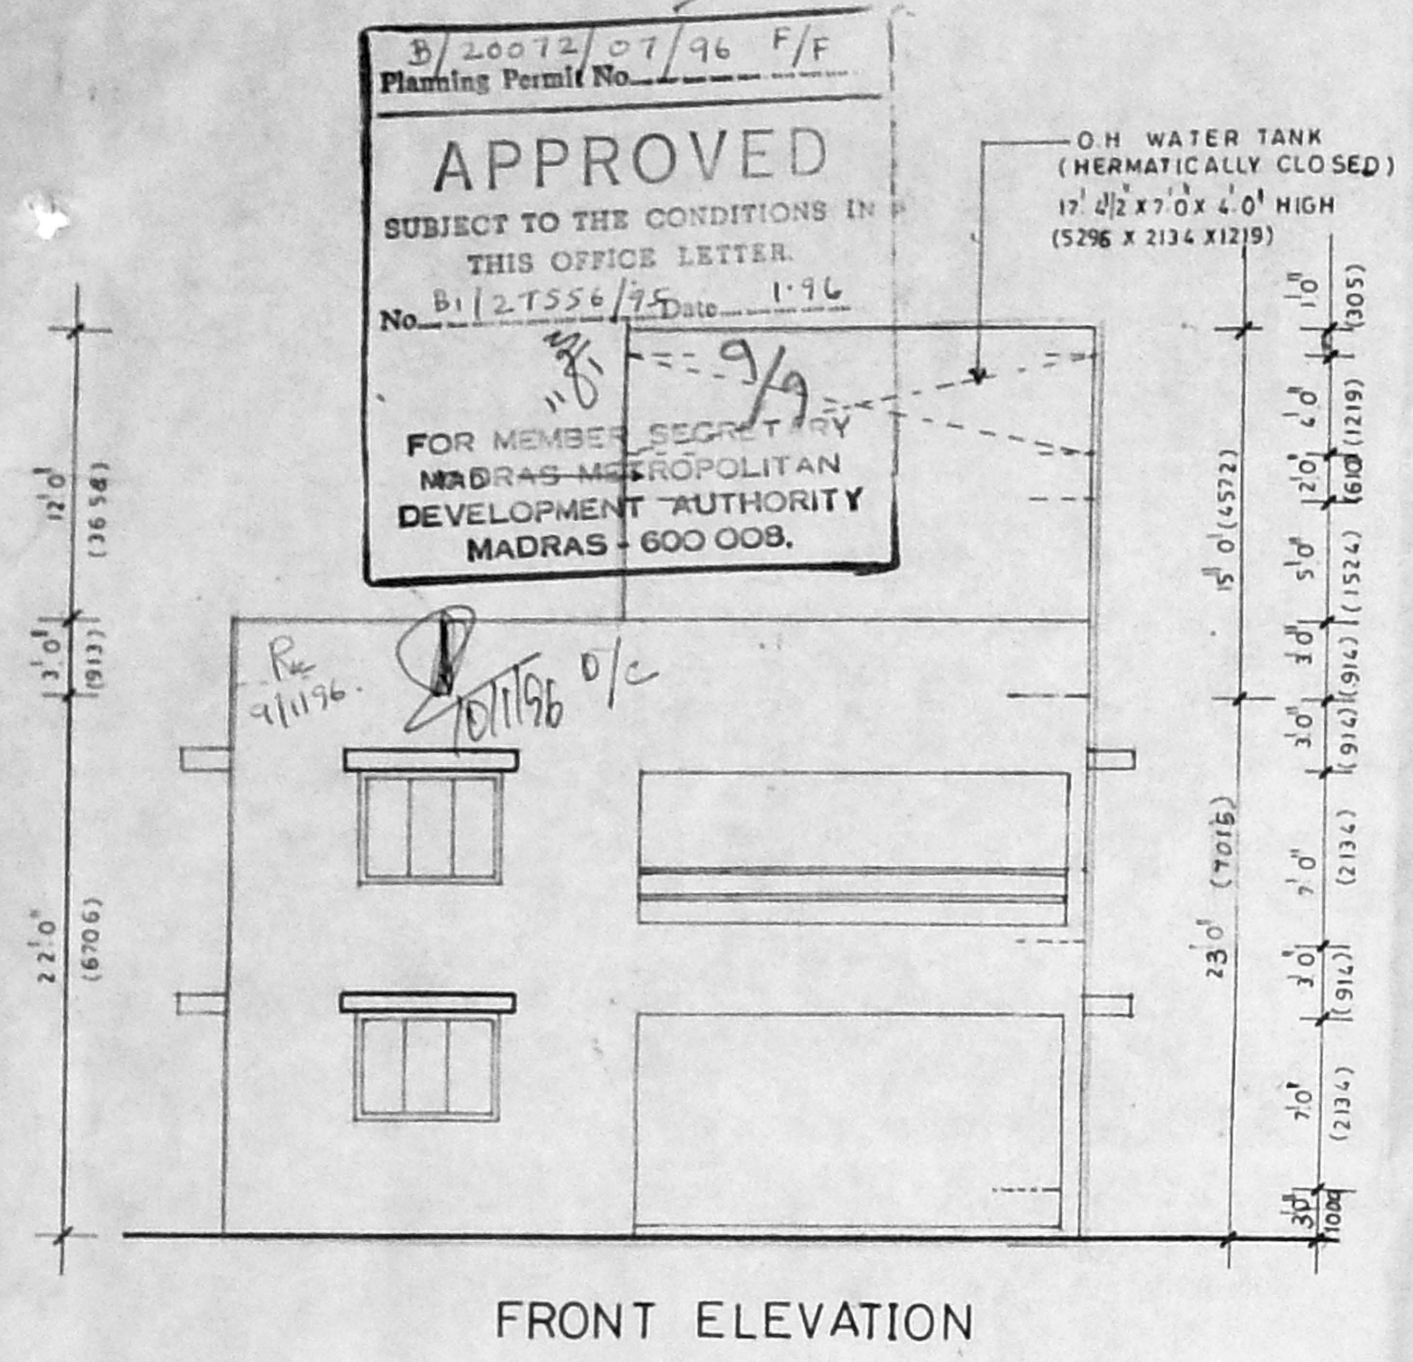 B/20072/07/96 F/F
Planning Permit No
APPROVED
SUBJECT TO THE CONDITIONS IN
THIS OFFICE LETTER.
No B1/27556/95 Date 1.96
9/9
FOR MEMBER SECRETARY
MADRAS METROPOLITAN
DEVELOPMENT AUTHORITY
MADRAS - 600 008.
O.H WATER TANK
(HERMATICALLY CLOSED)
17' 4½" X 7'.0" X 4'.0" HIGH
(5296 X 2134 X 1219)
9/1/96.
10/1/96 O/C
12'.0"
(3658)
3'.0"
(913)
22'.0"
(6706)
15'.0" (4572)
23'.0" (7015)
1'.0"
(305)
4'.0"
(1219)
2'.0"
(610)
5'.0"
(1524)
3'.0"
(914)
3'.0"
(914)
7'.0"
(2134)
3'.0"
(914)
7'.0"
(2134)
3'0"
1000
FRONT ELEVATION